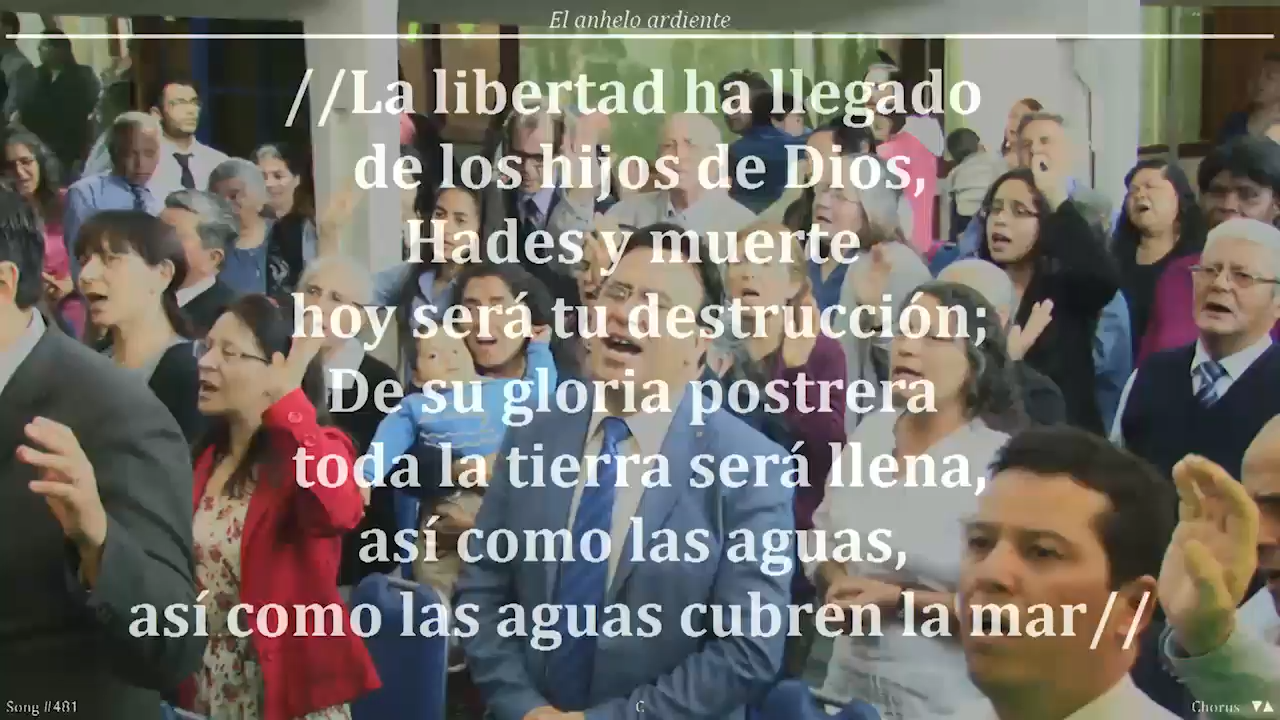 El anhelo ardiente
//La libertad ha llegado
de los hijos de Dios,
Hades y muerte
hoy será tu destrucción;
De su gloria postrera
toda la tierra será llena,
así como las aguas,
así como las aguas cubren la mar//
Song #481
C
Chorus ▼▲